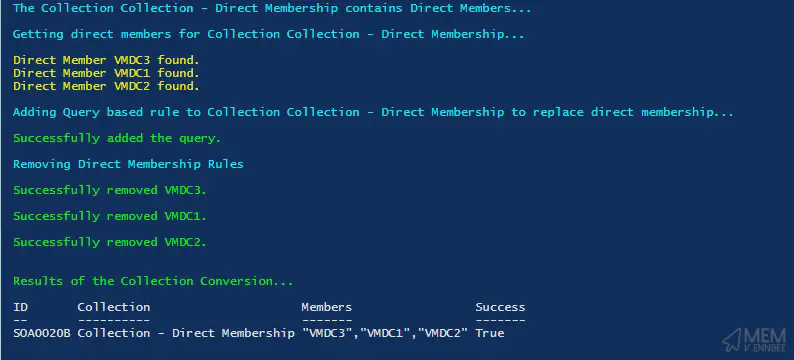 The Collection Collection - Direct Membership contains Direct Members...
Getting direct members for Collection Collection - Direct Membership...
Direct Member VMDC3 found.
Direct Member VMDC1 found.
Direct Member VMDC2 found.
Adding Query based rule to Collection Collection - Direct Membership to replace direct membership...
Successfully added the query.
Removing Direct Membership Rules
Successfully removed VMDC3.
Successfully removed VMDC1.
Successfully removed VMDC2.
Results of the Collection Conversion...
ID Collection Members Success
-- ---------- ------- -------
SOA0020B Collection - Direct Membership "VMDC3","VMDC1","VMDC2" True
MEM
VENNBEE